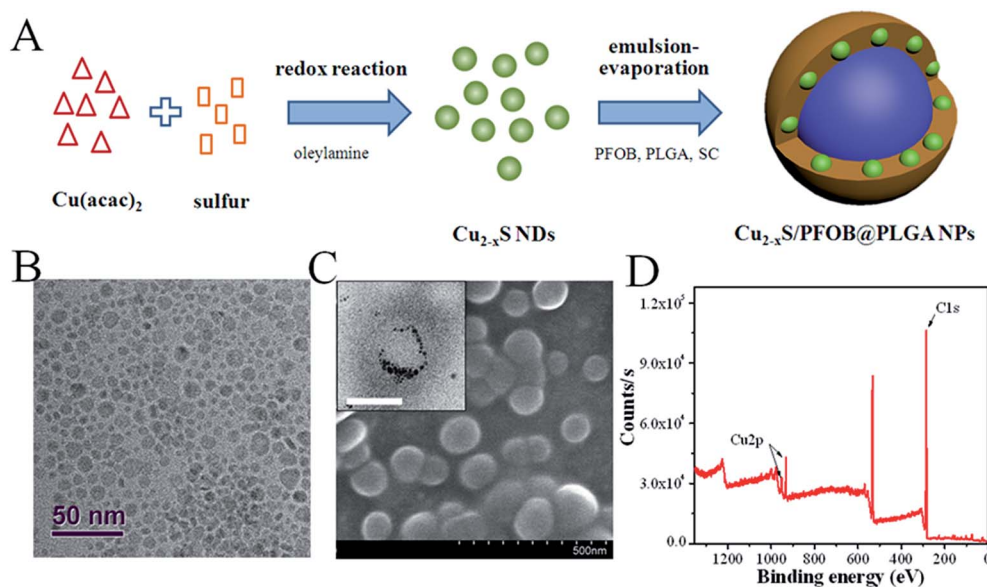 A
redox reaction
oleylamine
emulsion-
evaporation
PFOB, PLGA, SC
Cu(acac)2
sulfur
Cu2-xS NDs
Cu2-xS/PFOB@PLGA NPs
B
50 nm
C
500nm
D
1.2x10^5
9.0x10^4
6.0x10^4
3.0x10^4
0.0
Counts/s
C1s
Cu2p
1200 1000 800 600 400 200 0
Binding energy (eV)